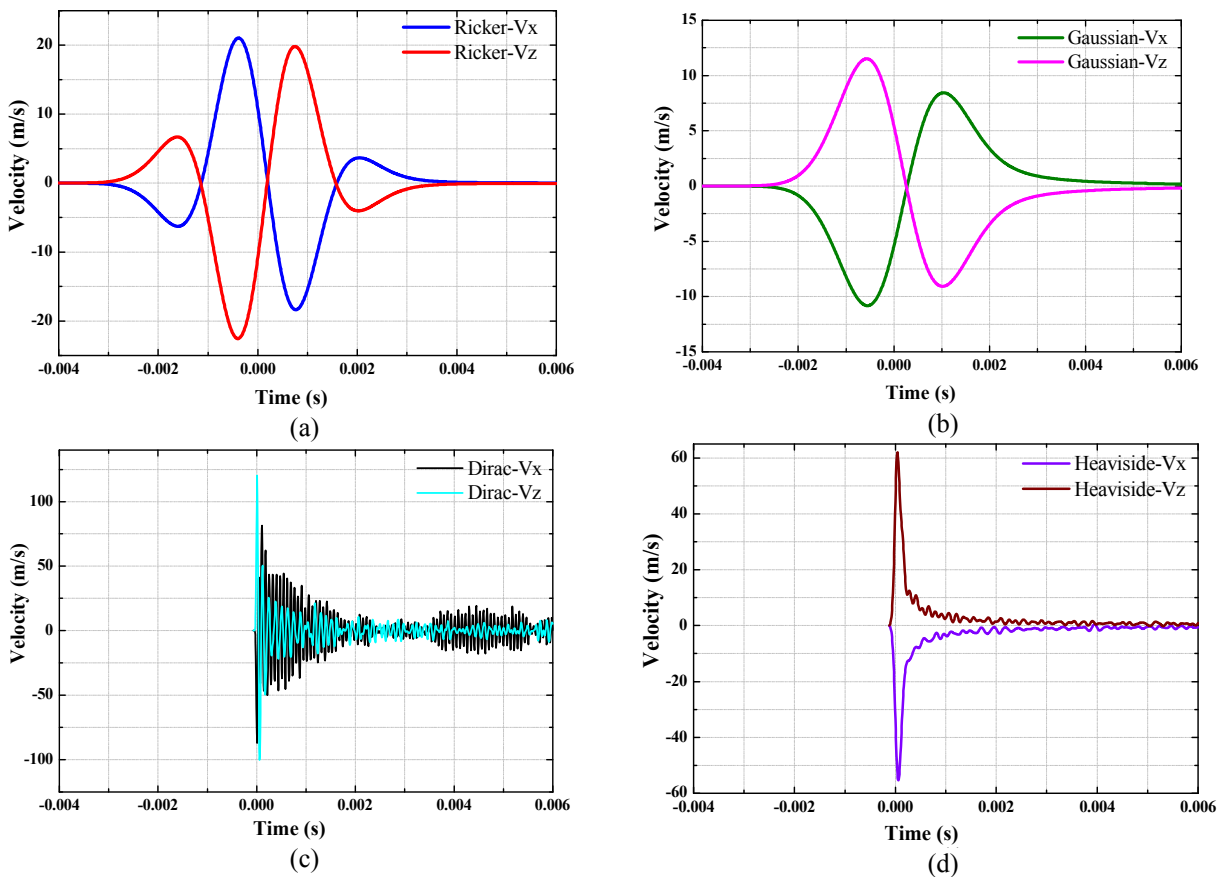 Ricker-Vx
Ricker-Vz
20
10
0
-10
-20
Velocity (m/s)
-0.004 -0.002 0.000 0.002 0.004 0.006
Time (s)
(a)
Gaussian-Vx
Gaussian-Vz
15
10
5
0
-5
-10
-15
Velocity (m/s)
-0.004 -0.002 0.000 0.002 0.004 0.006
Time (s)
(b)
Dirac-Vx
Dirac-Vz
100
50
0
-50
-100
Velocity (m/s)
-0.004 -0.002 0.000 0.002 0.004 0.006
Time (s)
(c)
Heaviside-Vx
Heaviside-Vz
60
40
20
0
-20
-40
-60
Velocity (m/s)
-0.004 -0.002 0.000 0.002 0.004 0.006
Time (s)
(d)